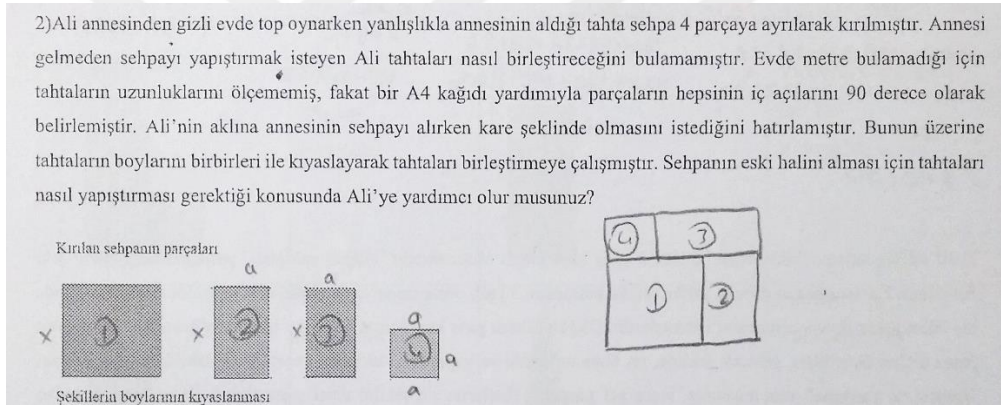 2)Ali annesinden gizli evde top oynarken yanlışlıkla annesinin aldığı tahta sehpa 4 parçaya ayrılarak kırılmıştır. Annesi
gelmeden sehpayı yapıştırmak isteyen Ali tahtaları nasıl birleştireceğini bulamamıştır. Evde metre bulamadığı için
tahtaların uzunluklarını ölçememiş, fakat bir A4 kağıdı yardımıyla parçaların hepsinin iç açılarını 90 derece olarak
belirlemiştir. Ali'nin aklına annesinin sehpayı alırken kare şeklinde olmasını istediğini hatırlamıştır. Bunun üzerine
tahtaların boylarını birbirleri ile kıyaslayarak tahtaları birleştirmeye çalışmıştır. Sehpanın eski halini alması için tahtaları
nasıl yapıştırması gerektiği konusunda Ali'ye yardımcı olur musunuz?
4 3
1 2
Kırılan sehpanın parçaları
a a
x 1 x 2 x 3 a 4 a
a
Şekillerin boylarının kıyaslanması